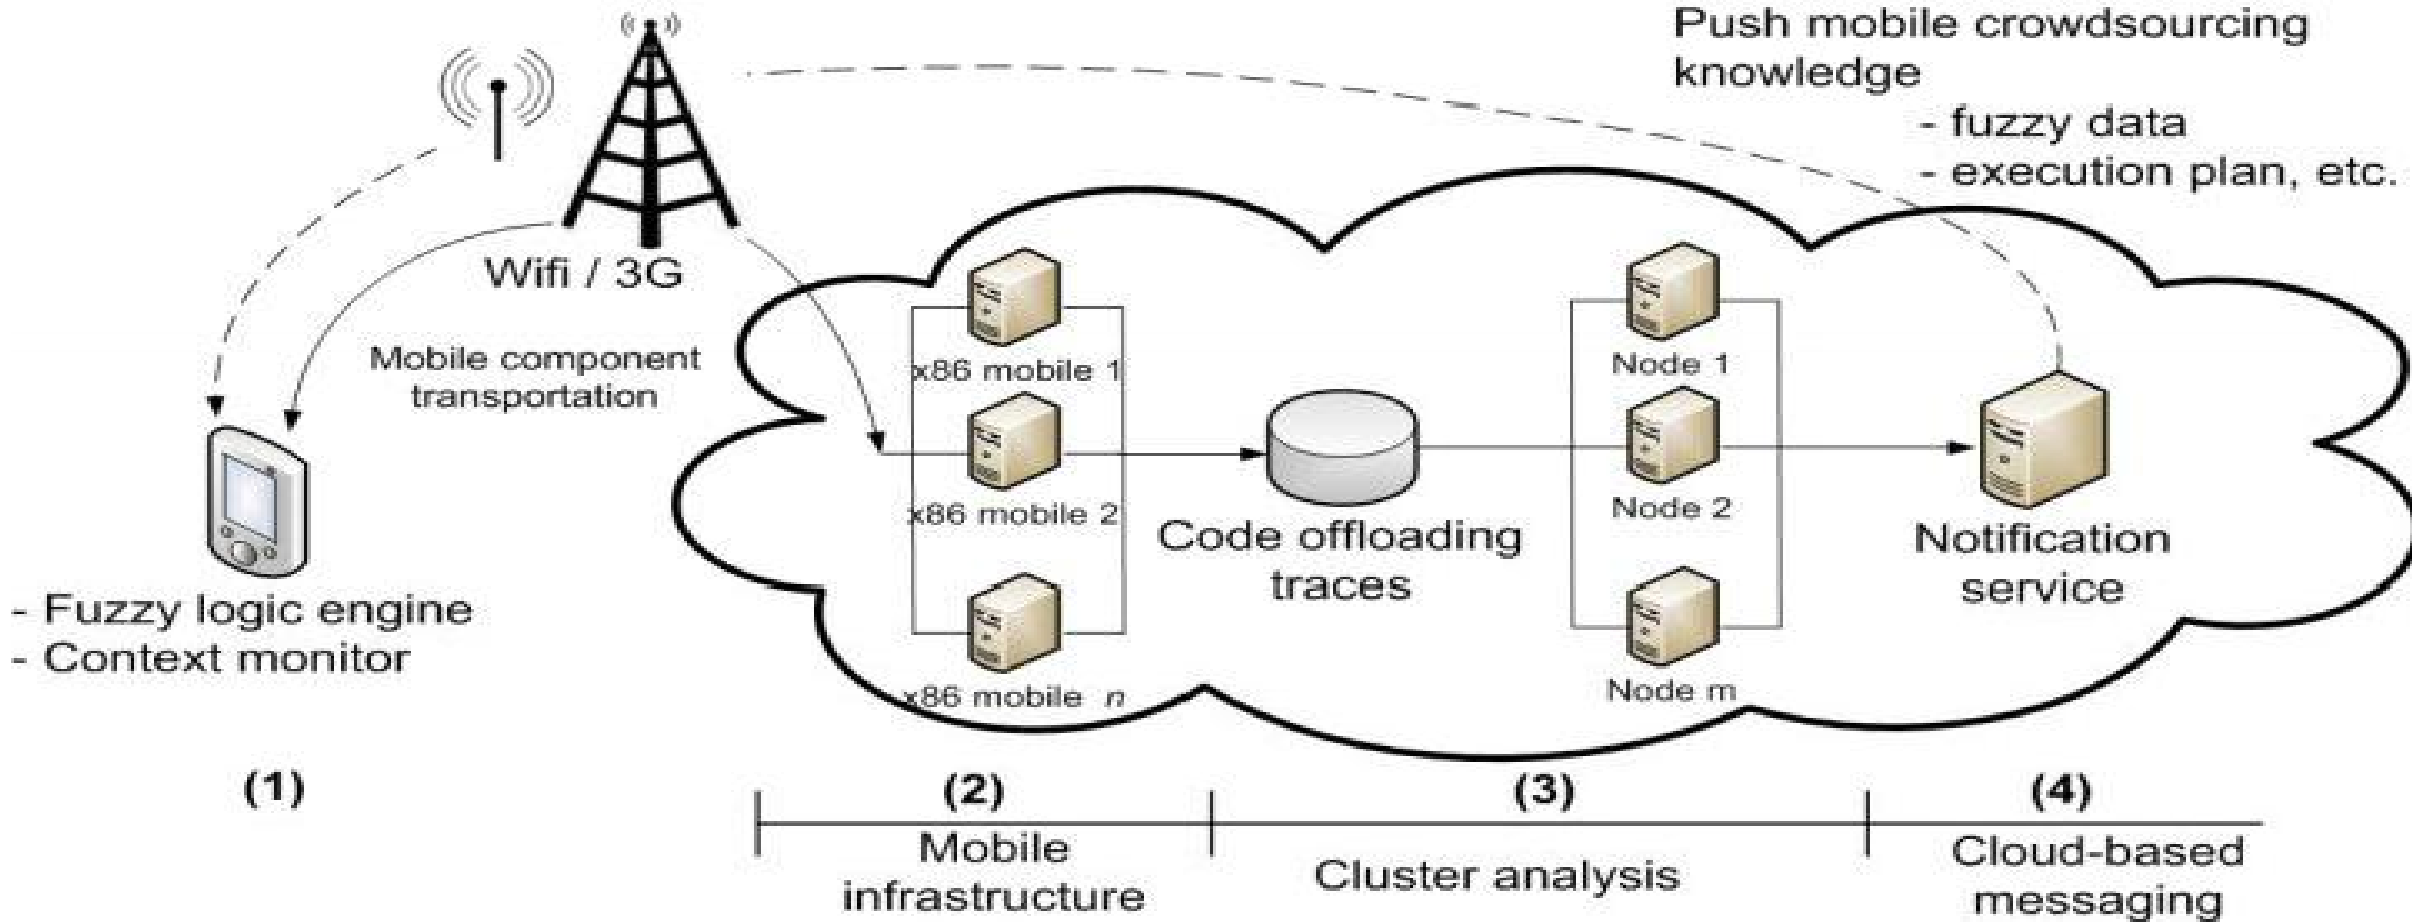 Push mobile crowdsourcing
knowledge
- fuzzy data
- execution plan, etc.
Wifi / 3G
Mobile component
transportation
- Fuzzy logic engine
- Context monitor
x86 mobile 1
x86 mobile 2
x86 mobile n
Code offloading
traces
Node 1
Node 2
Node m
Notification
service
(1)
(2)
(3)
(4)
Mobile
infrastructure
Cluster analysis
Cloud-based
messaging